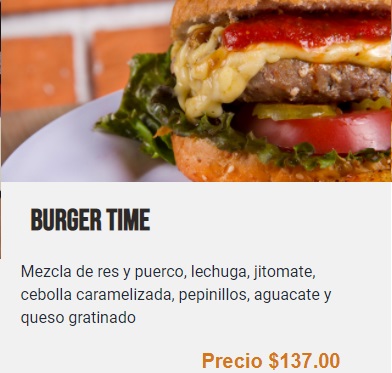 BURGER TIME
Mezcla de res y puerco, lechuga, jitomate,
cebolla caramelizada, pepinillos, aguacate y
queso gratinado
Precio $137.00